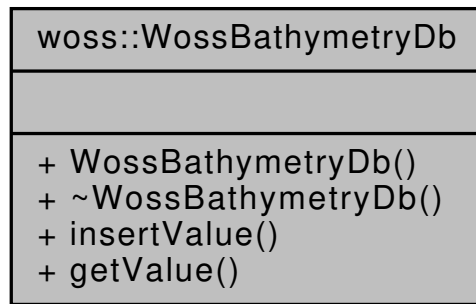 woss::WossBathymetryDb
+ WossBathymetryDb()
+ ~WossBathymetryDb()
+ insertValue()
+ getValue()